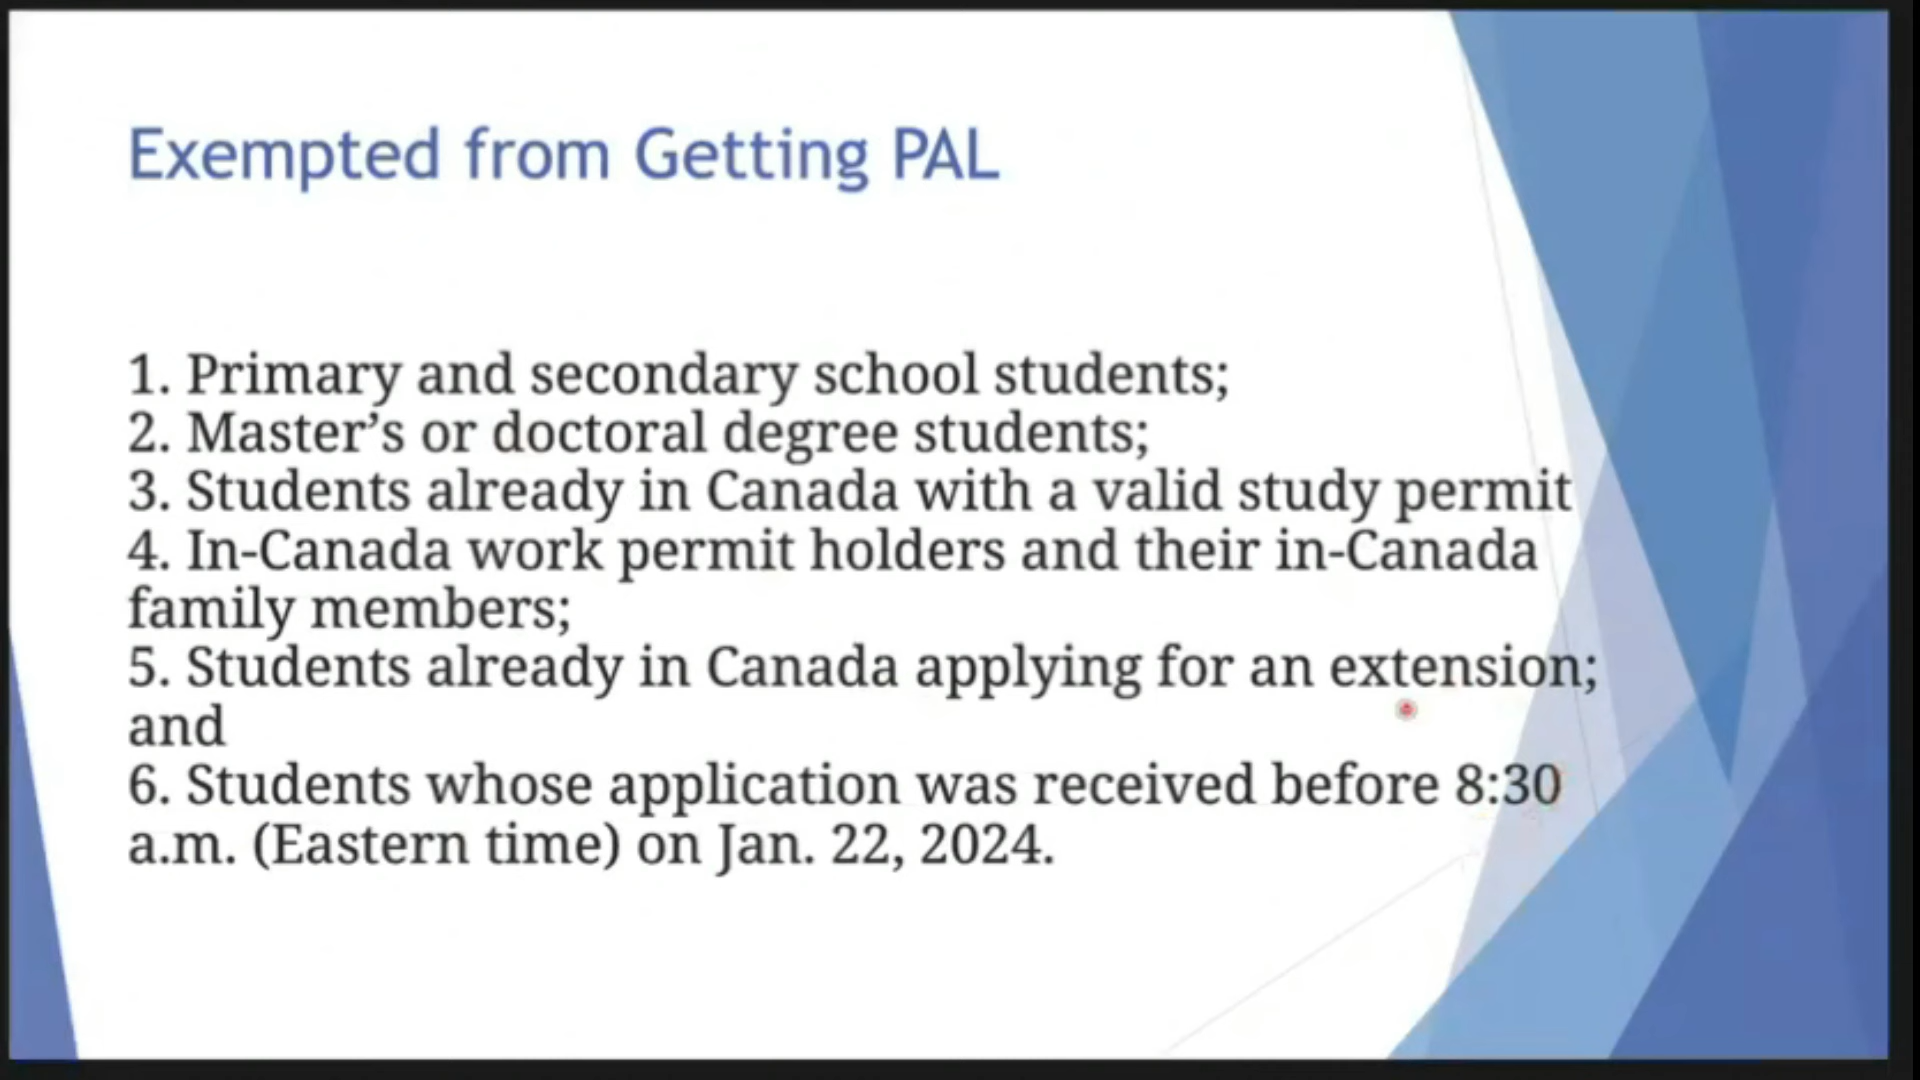 Exempted from Getting PAL
1. Primary and secondary school students;
2. Master’s or doctoral degree students;
3. Students already in Canada with a valid study permit
4. In-Canada work permit holders and their in-Canada
family members;
5. Students already in Canada applying for an extension;
and
6. Students whose application was received before 8:30
a.m. (Eastern time) on Jan. 22, 2024.